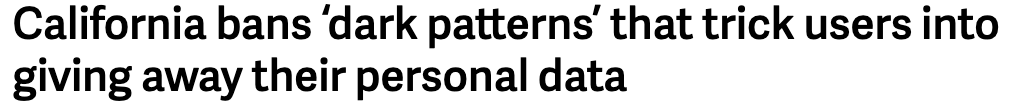 California bans ‘dark patterns’ that trick users into
giving away their personal data